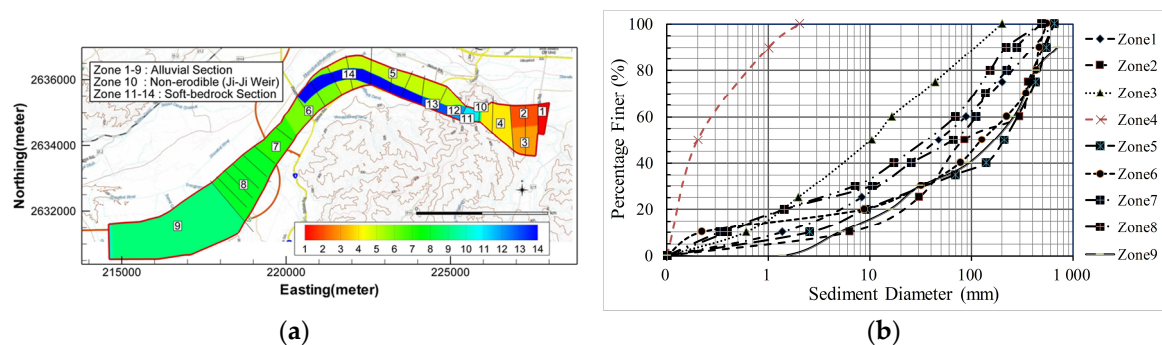 Zone 1-9 : Alluvial Section
Zone 10 : Non-erodible (Ji-Ji Weir)
Zone 11-14 : Soft-bedrock Section
2636000
2634000
2632000
Northing(meter)
14
5
13
12
10
11
4
2
1
3
6
7
8
9
1 2 3 4 5 6 7 8 9 10 11 12 13 14
215000 220000 225000
Easting(meter)
(a)
100
80
60
40
20
0
Percentage Finer (%)
0 1 10 100 1 000
Sediment Diameter (mm)
Zone1
Zone2
Zone3
Zone4
Zone5
Zone6
Zone7
Zone8
Zone9
(b)